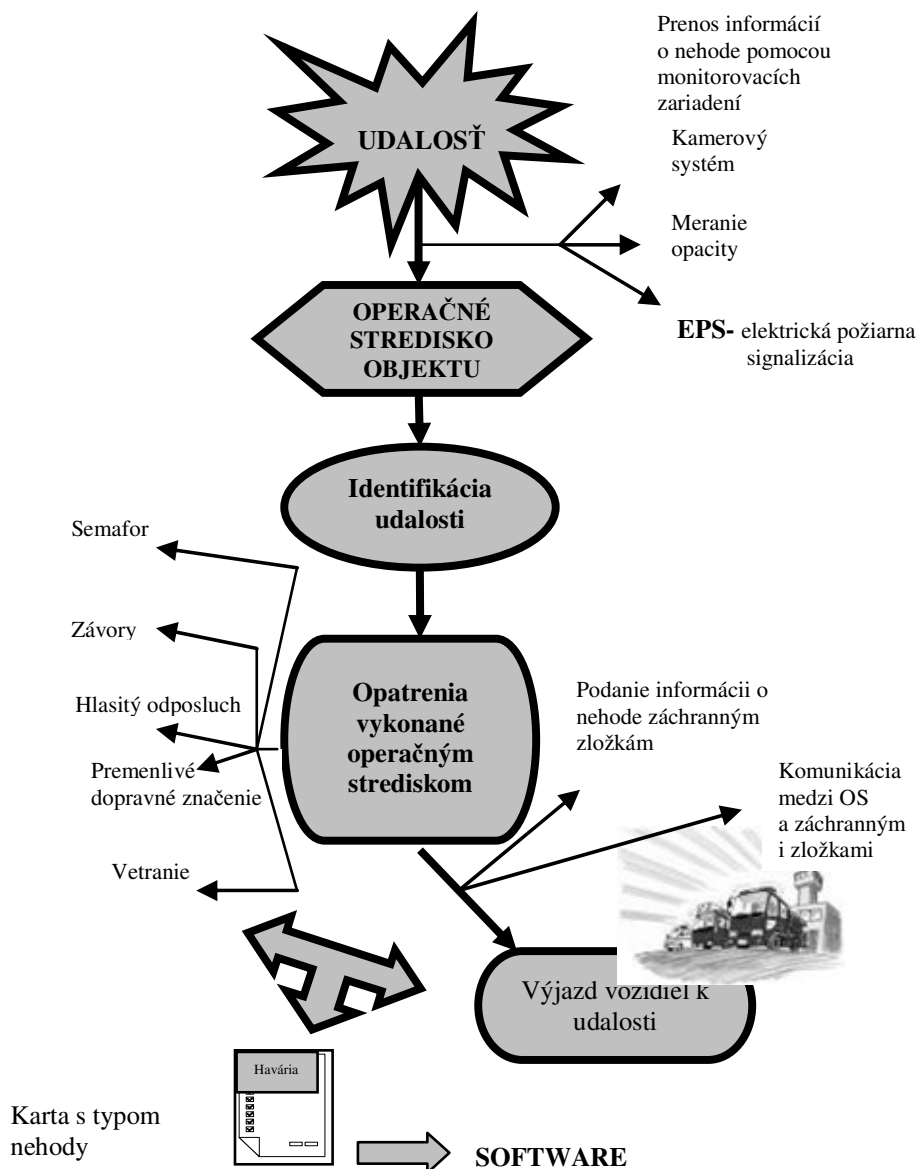 Prenos informácií
o nehode pomocou
monitorovacích
zariadení
UDALOSŤ
Kamerový
systém
Meranie
opacity
OPERAČNÉ
STREDISKO
OBJEKTU
EPS- elektrická požiarna
signalizácia
Identifikácia
udalosti
Semafor
Závory
Hlasitý odposluch
Premenlivé
dopravné značenie
Vetranie
Opatrenia
vykonané
operačným
strediskom
Podanie informácii o
nehode záchranným
zložkám
Komunikácia
medzi OS
a záchranným
i zložkami
Výjazd vozidiel k
udalosti
Havária
Karta s typom
nehody
SOFTWARE